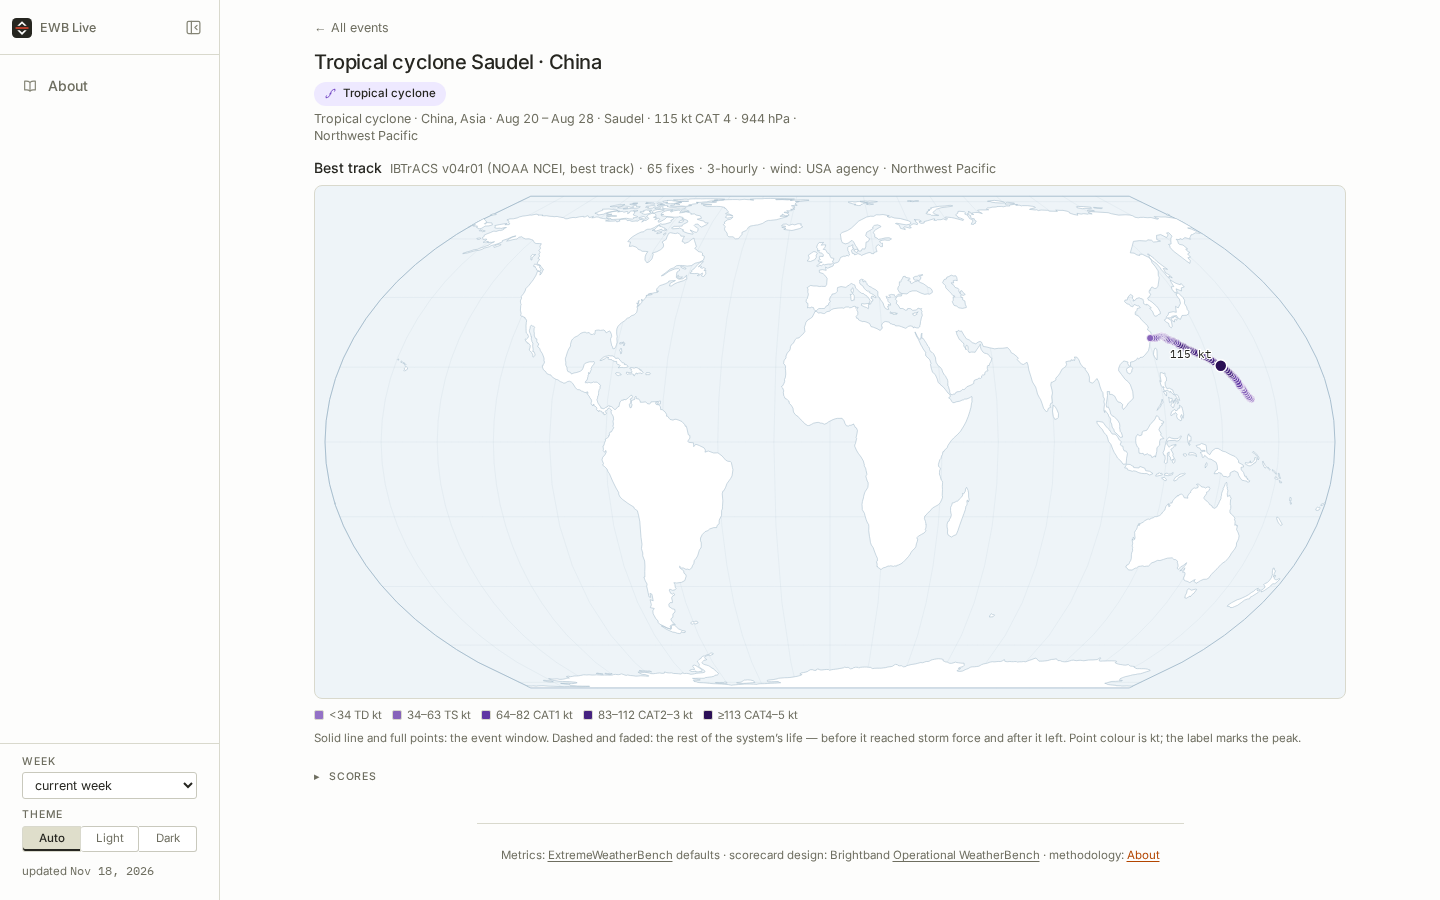 EWB Live
About
← All events
Tropical cyclone Saudel · China
Tropical cyclone
Tropical cyclone · China, Asia · Aug 20 – Aug 28 · Saudel · 115 kt CAT 4 · 944 hPa ·
Northwest Pacific
Best track IBTrACS v04r01 (NOAA NCEI, best track) · 65 fixes · 3-hourly · wind: USA agency · Northwest Pacific
115 kt
<34 TD kt 34–63 TS kt 64–82 CAT1 kt 83–112 CAT2–3 kt ≥113 CAT4–5 kt
Solid line and full points: the event window. Dashed and faded: the rest of the system’s life — before it reached storm force and after it left. Point colour is kt; the label marks the peak.
▸ SCORES
WEEK
current week
THEME
Auto Light Dark
updated Nov 18, 2026
Metrics: ExtremeWeatherBench defaults · scorecard design: Brightband Operational WeatherBench · methodology: About